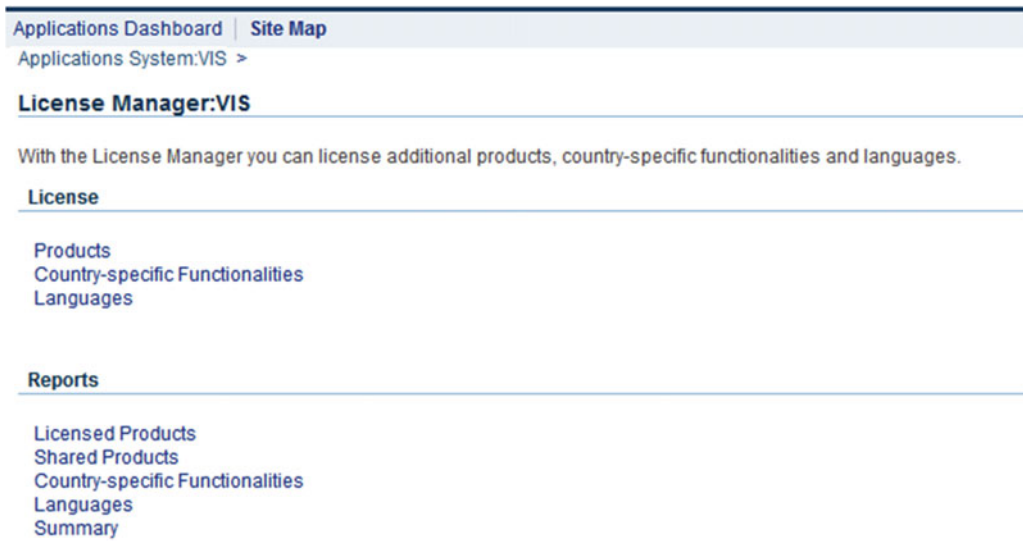 Applications Dashboard | Site Map
Applications System:VIS >
License Manager:VIS
With the License Manager you can license additional products, country-specific functionalities and languages.
License
Products
Country-specific Functionalities
Languages
Reports
Licensed Products
Shared Products
Country-specific Functionalities
Languages
Summary